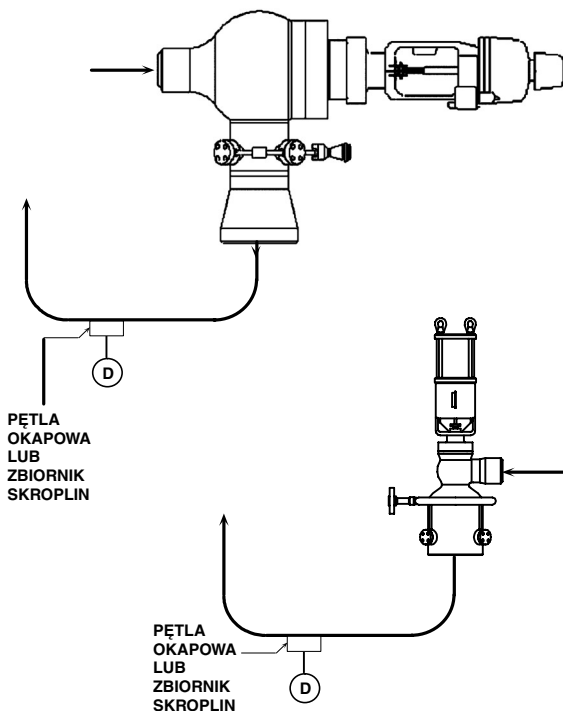 D
PĘTLA
OKAPOWA
LUB
ZBIORNIK
SKROPLIN
PĘTLA
OKAPOWA
LUB
ZBIORNIK
SKROPLIN
D